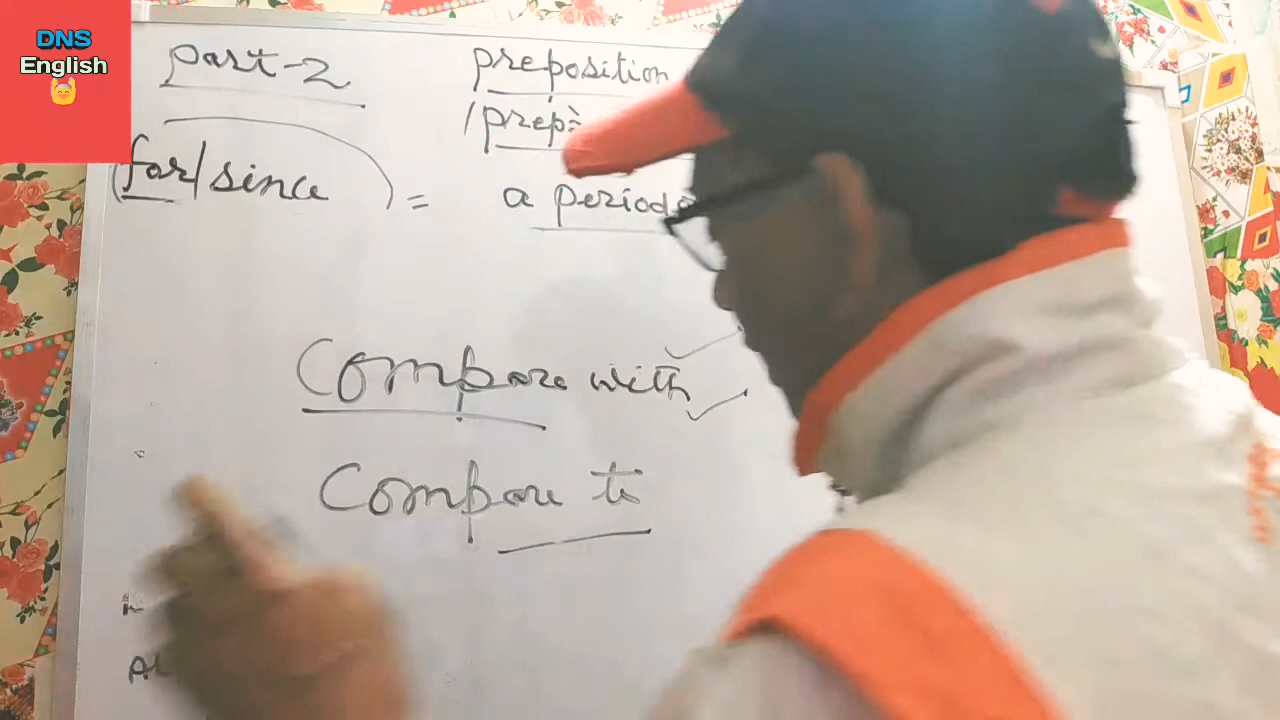 DNS
English
part-2 preposition
/prep
(for/since) = a period
Compare with
Compare to